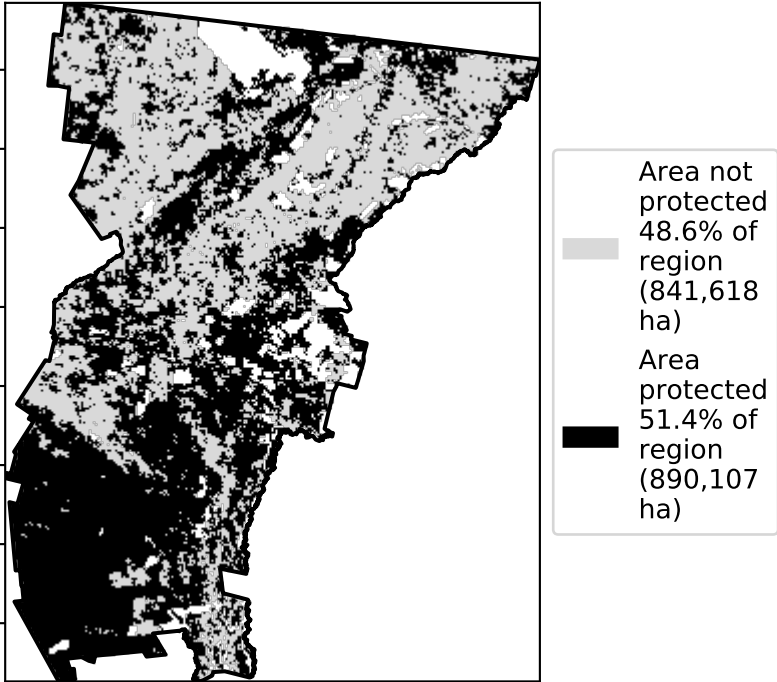 Area not
protected
48.6% of
region
(841,618
ha)
Area
protected
51.4% of
region
(890,107
ha)